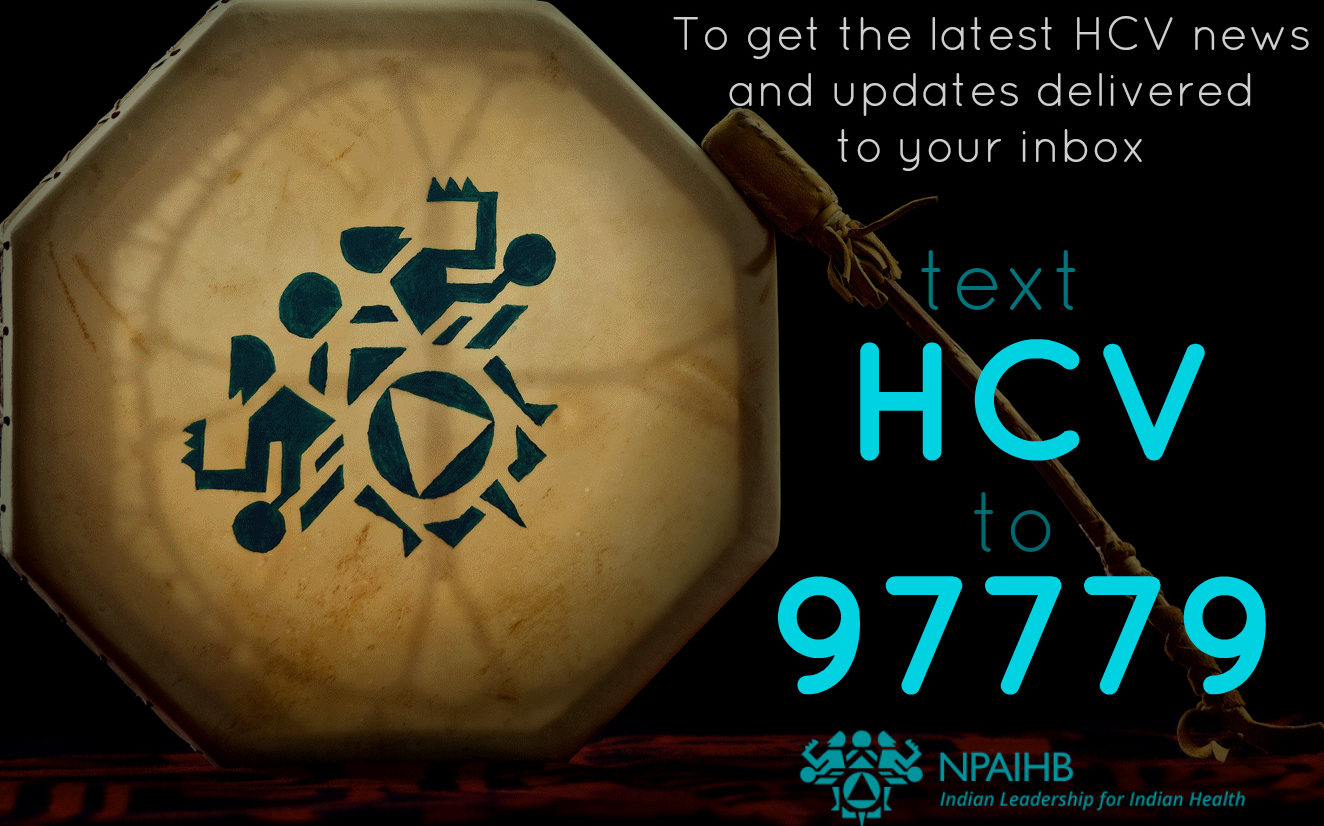 To get the latest HCV news
and updates delivered
to your inbox
text
HCV
to
97779
NPAIHB
Indian Leadership for Indian Health